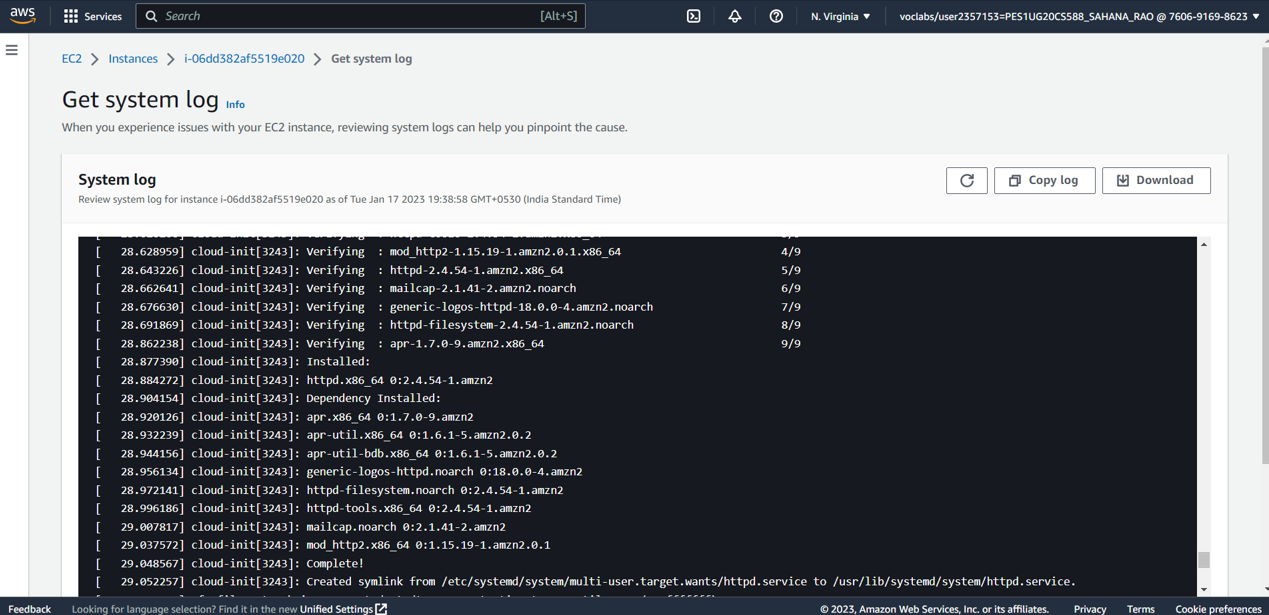 aws Services Search [Alt+S] N. Virginia voclabs/user2357153=PES1UG20CS588_SAHANA_RAO @ 7606-9169-8623
EC2 Instances i-06dd382af5519e020 Get system log
Get system log Info
When you experience issues with your EC2 instance, reviewing system logs can help you pinpoint the cause.
System log
Copy log Download
Review system log for instance i-06dd382af5519e020 as of Tue Jan 17 2023 19:38:58 GMT+0530 (India Standard Time)
[ 28.628959] cloud-init[3243]: Verifying : mod_http2-1.15.19-1.amzn2.0.1.x86_64 4/9
[ 28.643226] cloud-init[3243]: Verifying : httpd-2.4.54-1.amzn2.x86_64 5/9
[ 28.662641] cloud-init[3243]: Verifying : mailcap-2.1.41-2.amzn2.noarch 6/9
[ 28.676630] cloud-init[3243]: Verifying : generic-logos-httpd-18.0.0-4.amzn2.noarch 7/9
[ 28.691869] cloud-init[3243]: Verifying : httpd-filesystem-2.4.54-1.amzn2.noarch 8/9
[ 28.862238] cloud-init[3243]: Verifying : apr-1.7.0-9.amzn2.x86_64 9/9
[ 28.877390] cloud-init[3243]: Installed:
[ 28.884272] cloud-init[3243]: httpd.x86_64 0:2.4.54-1.amzn2
[ 28.904154] cloud-init[3243]: Dependency Installed:
[ 28.920126] cloud-init[3243]: apr.x86_64 0:1.7.0-9.amzn2
[ 28.932239] cloud-init[3243]: apr-util.x86_64 0:1.6.1-5.amzn2.0.2
[ 28.944156] cloud-init[3243]: apr-util-bdb.x86_64 0:1.6.1-5.amzn2.0.2
[ 28.956134] cloud-init[3243]: generic-logos-httpd.noarch 0:18.0.0-4.amzn2
[ 28.972141] cloud-init[3243]: httpd-filesystem.noarch 0:2.4.54-1.amzn2
[ 28.996186] cloud-init[3243]: httpd-tools.x86_64 0:2.4.54-1.amzn2
[ 29.007817] cloud-init[3243]: mailcap.noarch 0:2.1.41-2.amzn2
[ 29.037572] cloud-init[3243]: mod_http2.x86_64 0:1.15.19-1.amzn2.0.1
[ 29.048567] cloud-init[3243]: Complete!
[ 29.052257] cloud-init[3243]: Created symlink from /etc/systemd/system/multi-user.target.wants/httpd.service to /usr/lib/systemd/system/httpd.service.
Feedback Looking for language selection? Find it in the new Unified Settings © 2023, Amazon Web Services, Inc. or its affiliates. Privacy Terms Cookie preferences